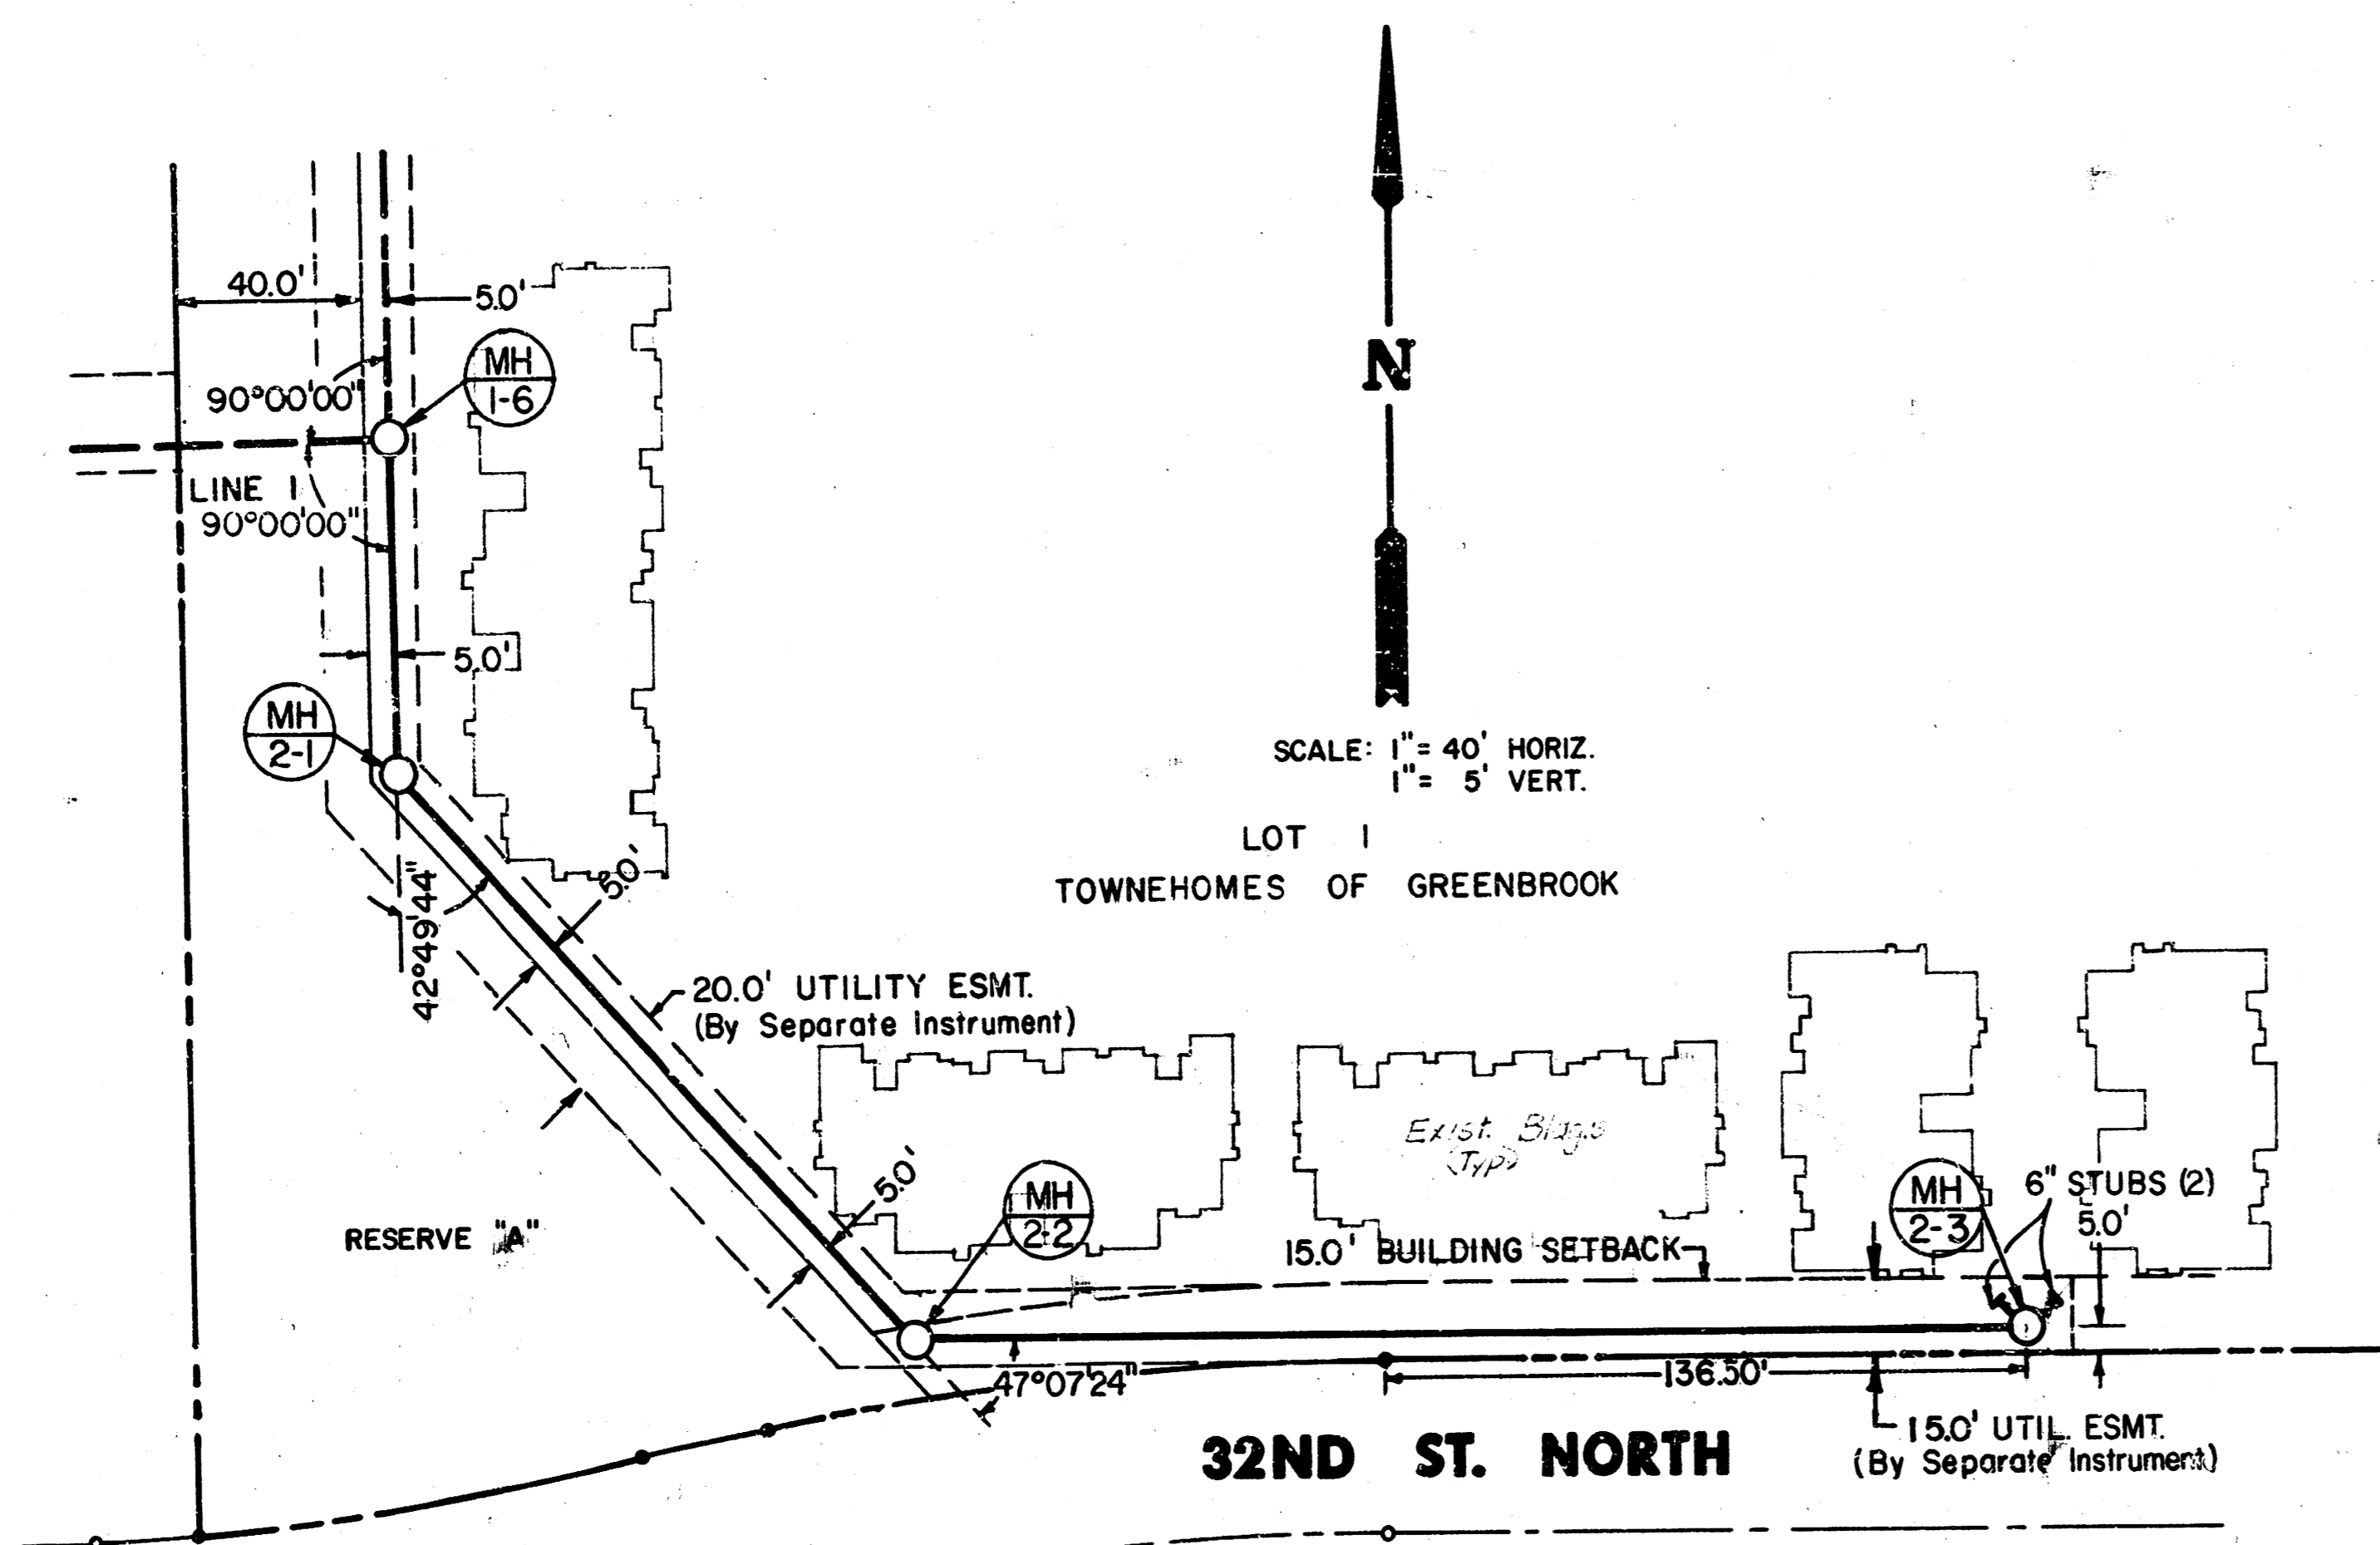 40.0'
5.0'
MH
1-6
90°00'00"
LINE 1
90°00'00"
5.0'
MH
2-1
42°49'44"
5.0'
N
SCALE: 1"= 40' HORIZ.
1"= 5' VERT.
LOT 1
TOWNEHOMES OF GREENBROOK
20.0' UTILITY ESMT.
(By Separate Instrument)
Exist. Bldgs
(Typ)
5.0'
MH
2-2
MH
2-3
6" STUBS (2)
5.0'
RESERVE "A"
15.0' BUILDING SETBACK
47°07'24"
136.50'
15.0' UTIL. ESMT.
(By Separate Instrument)
32ND ST. NORTH